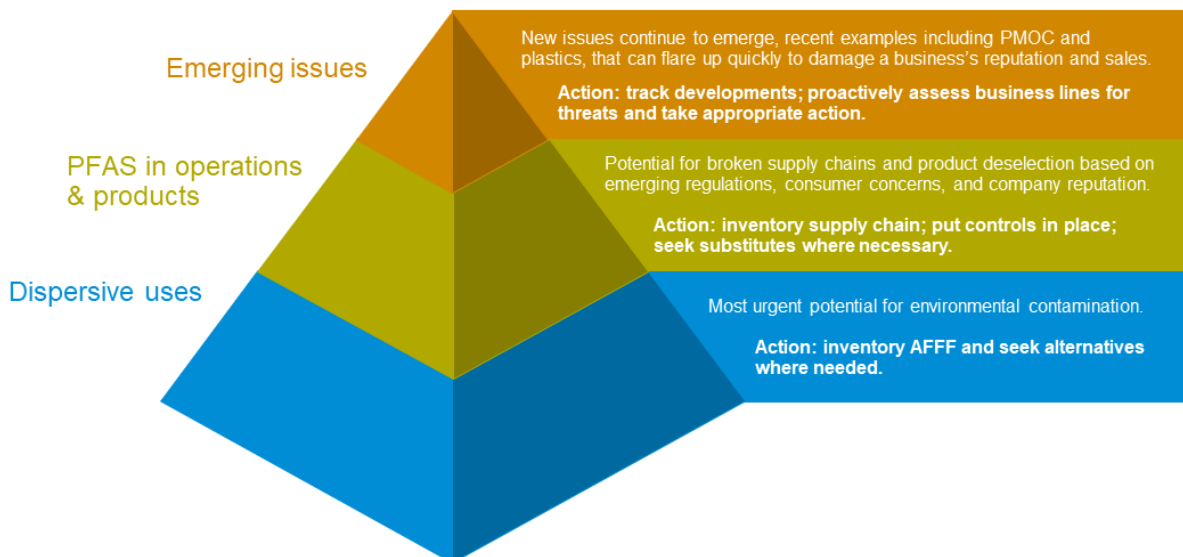 Emerging issues
New issues continue to emerge, recent examples including PMOC and
plastics, that can flare up quickly to damage a business's reputation and sales.
Action: track developments; proactively assess business lines for
threats and take appropriate action.
PFAS in operations
& products
Potential for broken supply chains and product deselection based on
emerging regulations, consumer concerns, and company reputation.
Action: inventory supply chain; put controls in place;
seek substitutes where necessary.
Dispersive uses
Most urgent potential for environmental contamination.
Action: inventory AFFF and seek alternatives
where needed.